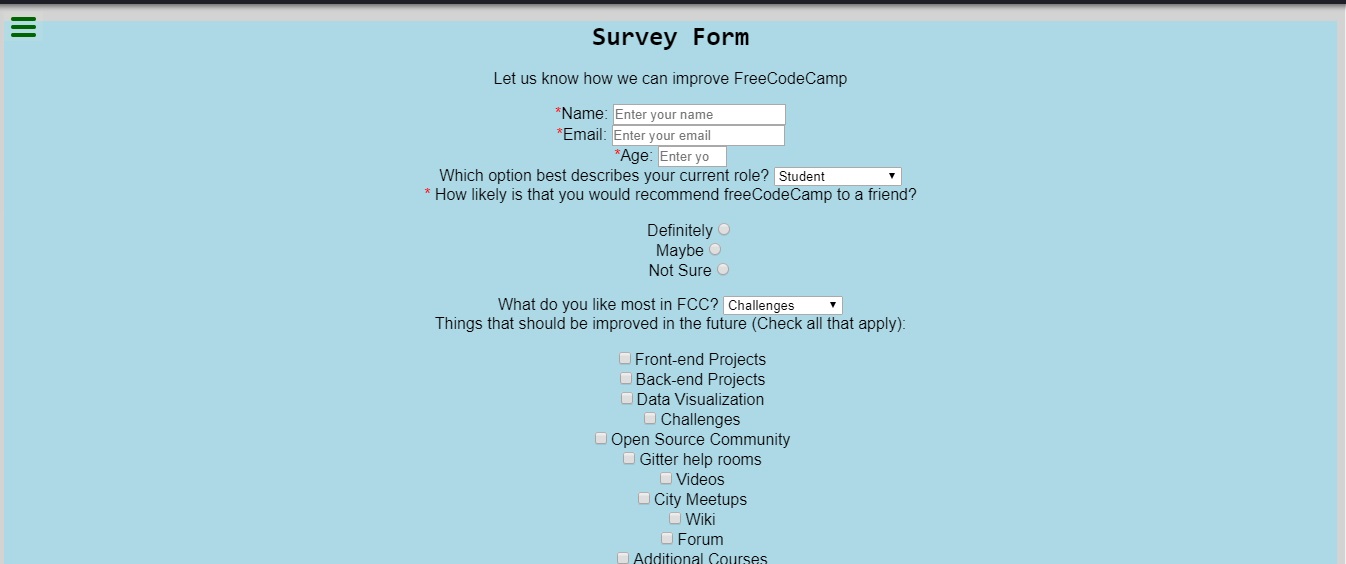 Survey Form
Let us know how we can improve FreeCodeCamp
*Name: Enter your name
*Email: Enter your email
*Age: Enter yo
Which option best describes your current role? Student
* How likely is that you would recommend freeCodeCamp to a friend?
Definitely
Maybe
Not Sure
What do you like most in FCC? Challenges
Things that should be improved in the future (Check all that apply):
Front-end Projects
Back-end Projects
Data Visualization
Challenges
Open Source Community
Gitter help rooms
Videos
City Meetups
Wiki
Forum
Additional Courses